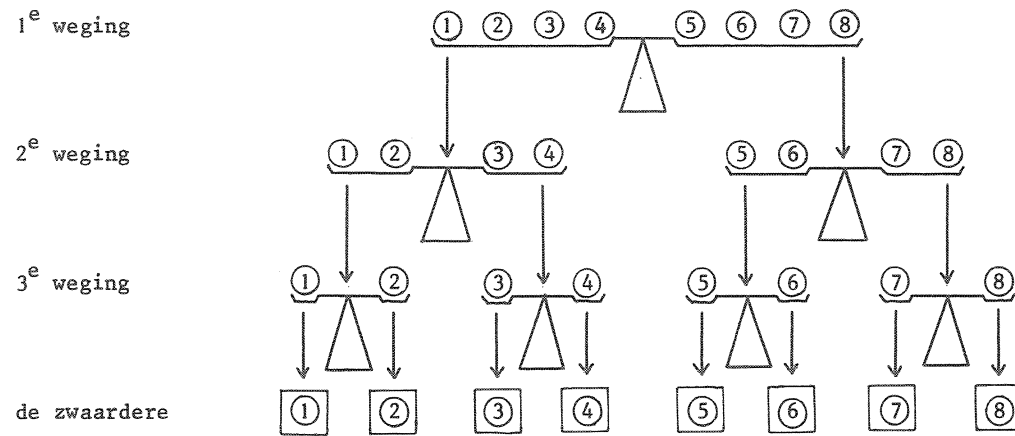 1e weging ① ② ③ ④ ⑤ ⑥ ⑦ ⑧
2e weging ① ② ③ ④ ⑤ ⑥ ⑦ ⑧
3e weging ① ② ③ ④ ⑤ ⑥ ⑦ ⑧
de zwaardere ① ② ③ ④ ⑤ ⑥ ⑦ ⑧